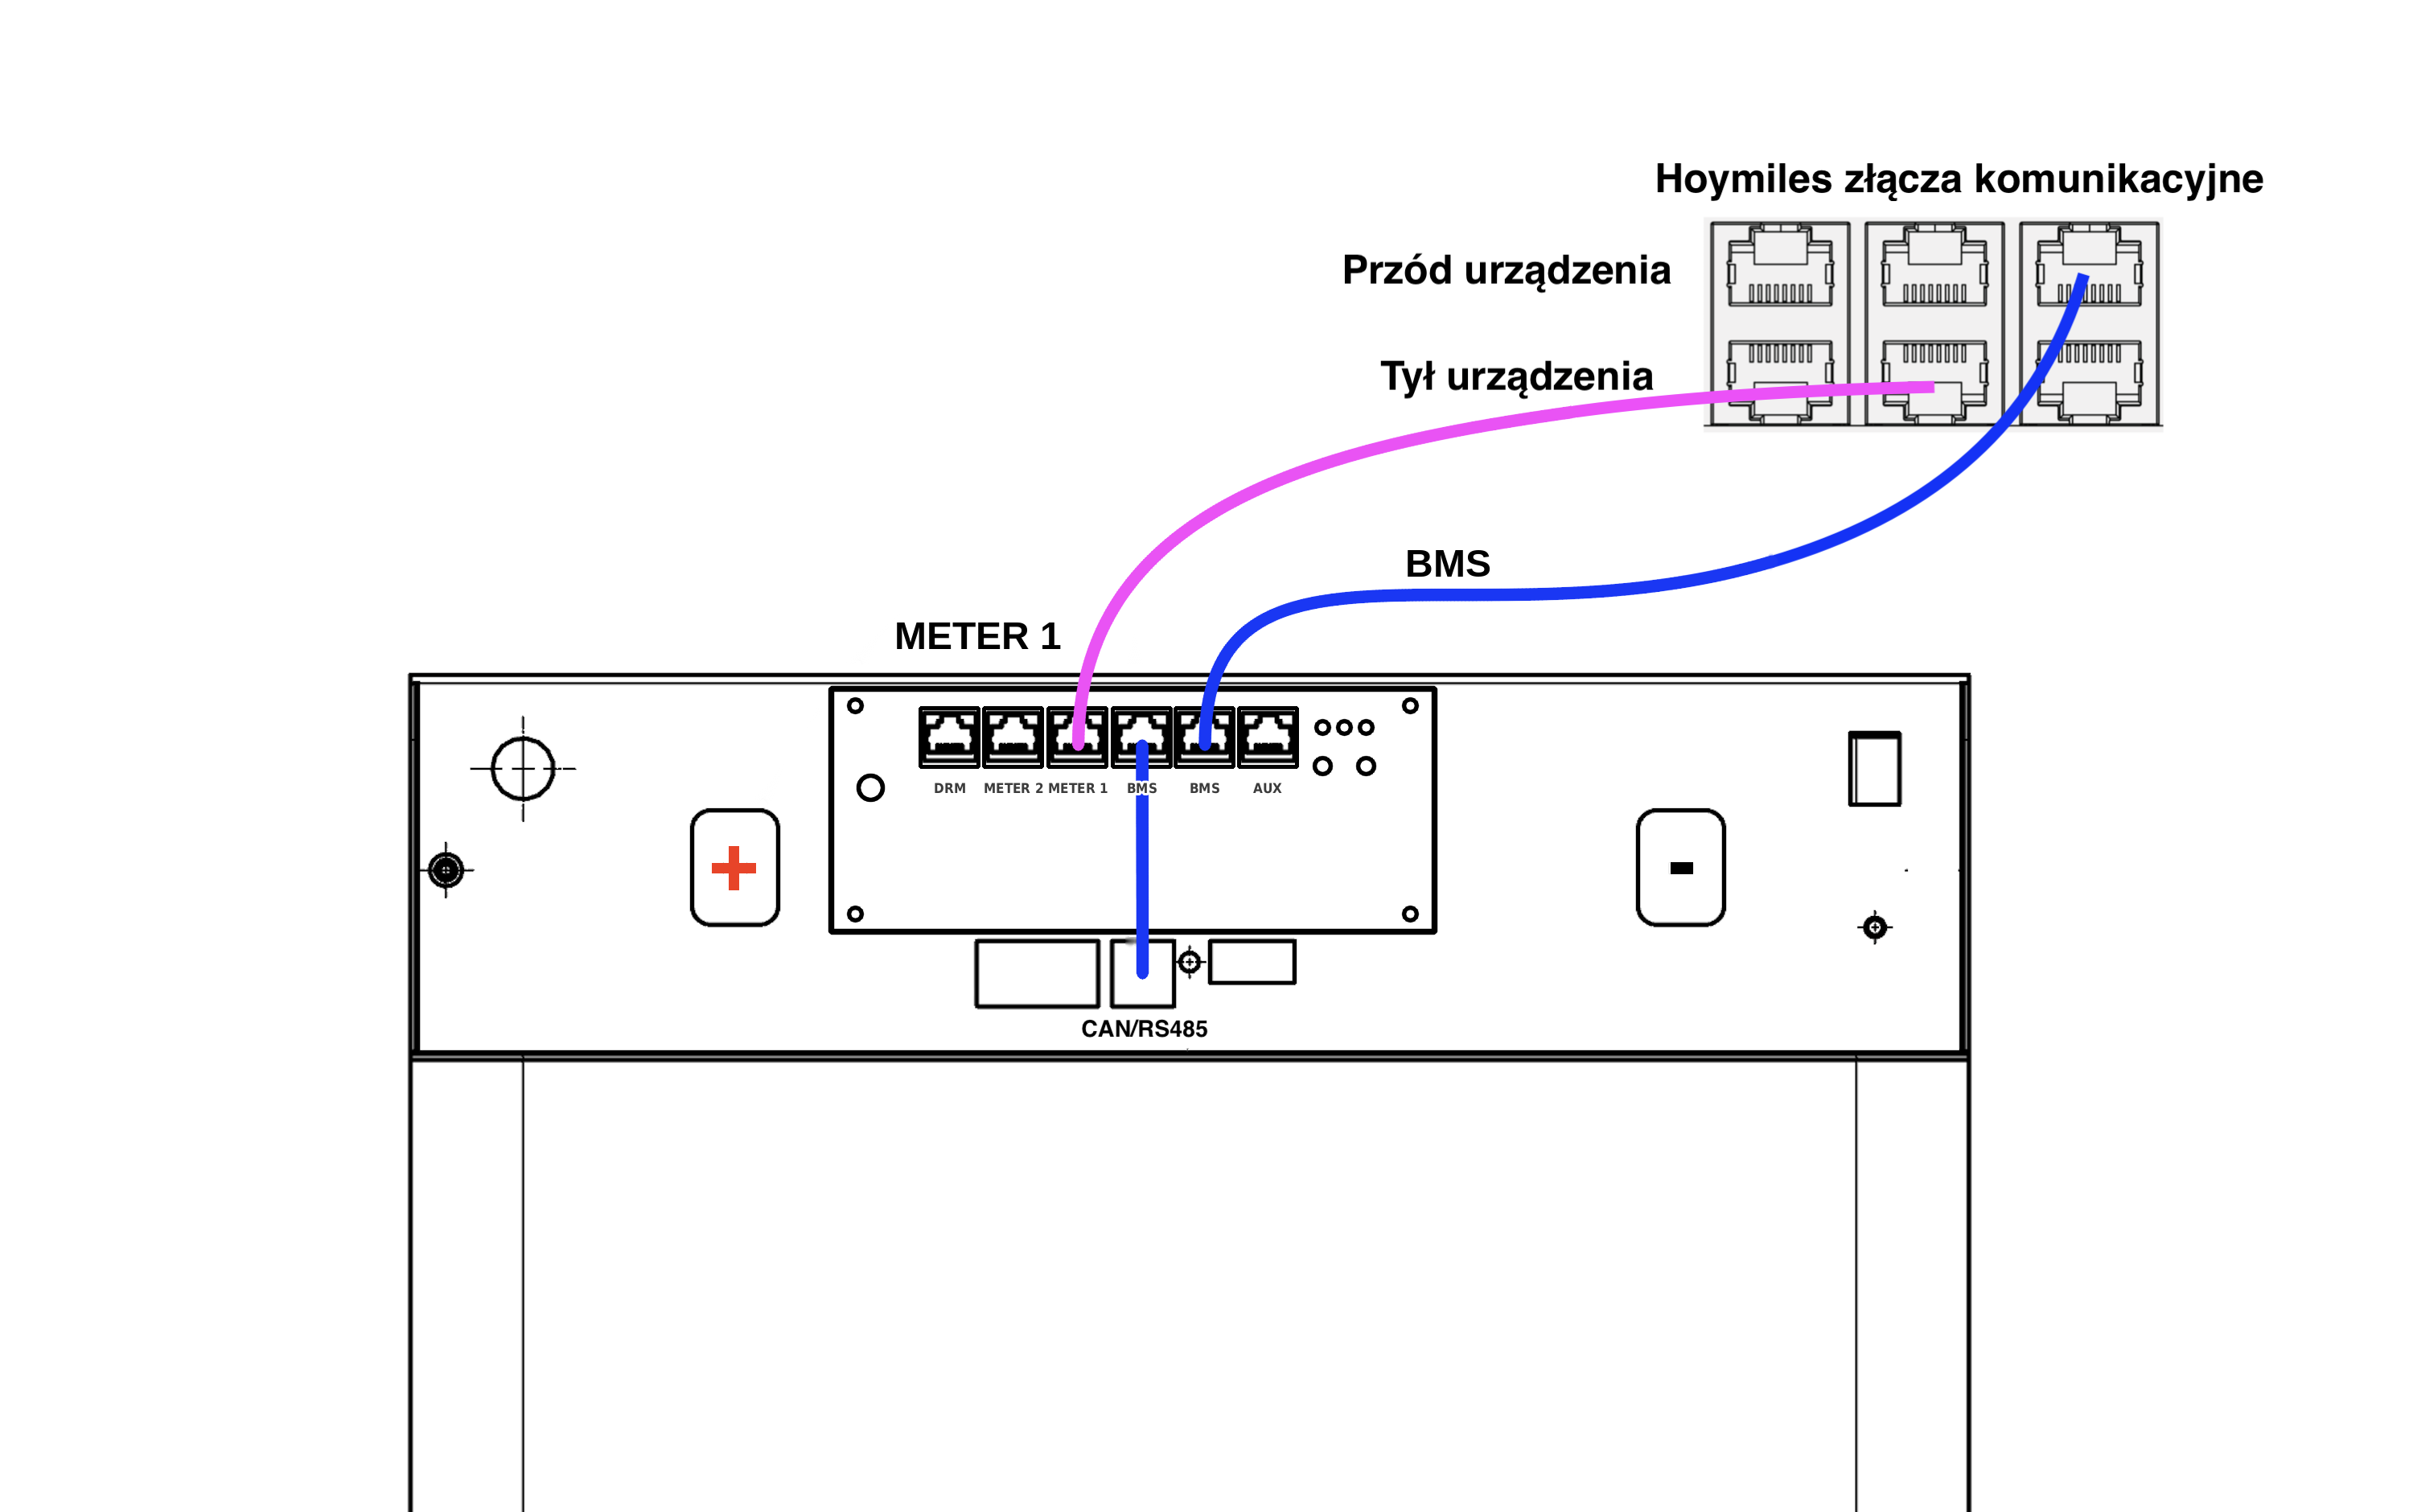 Hoymiles złącza komunikacyjne
Przód urządzenia
Tył urządzenia
BMS
METER 1
DRM METER 2 METER 1 BMS BMS AUX
+
-
CAN/RS485